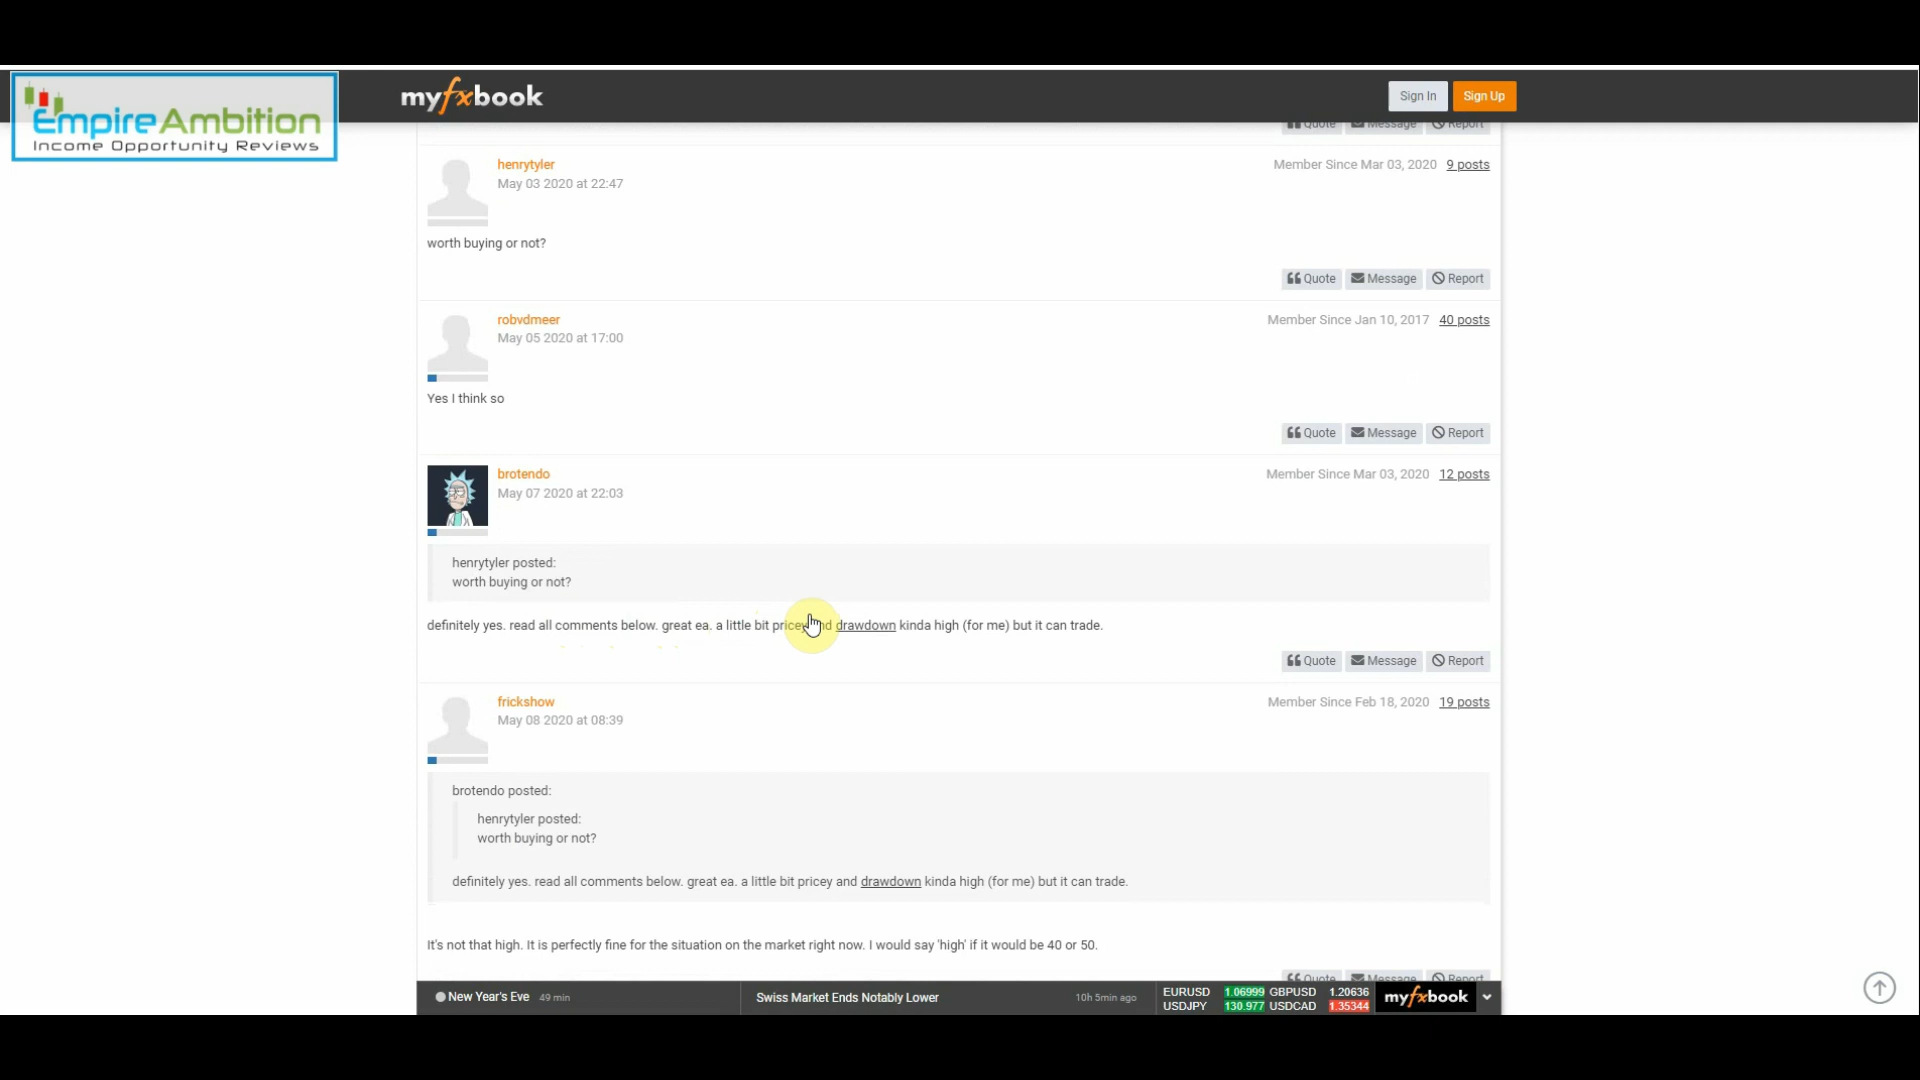 EmpireAmbition
Income Opportunity Reviews
myfxbook
Sign In
Sign Up
Quote Message Report
henrytyler
Member Since Mar 03, 2020 9 posts
May 03 2020 at 22:47
worth buying or not?
Quote Message Report
robvdmeer
Member Since Jan 10, 2017 40 posts
May 05 2020 at 17:00
Yes I think so
Quote Message Report
brotendo
Member Since Mar 03, 2020 12 posts
May 07 2020 at 22:03
henrytyler posted:
worth buying or not?
definitely yes. read all comments below. great ea. a little bit pricey and drawdown kinda high (for me) but it can trade.
Quote Message Report
frickshow
Member Since Feb 18, 2020 19 posts
May 08 2020 at 08:39
brotendo posted:
henrytyler posted:
worth buying or not?
definitely yes. read all comments below. great ea. a little bit pricey and drawdown kinda high (for me) but it can trade.
It's not that high. It is perfectly fine for the situation on the market right now. I would say 'high' if it would be 40 or 50.
Quote Message Report
New Year's Eve 49 min
Swiss Market Ends Notably Lower 10h 5min ago
EURUSD 1.06999 GBPUSD 1.20636
USDJPY 130.977 USDCAD 1.35344
myfxbook